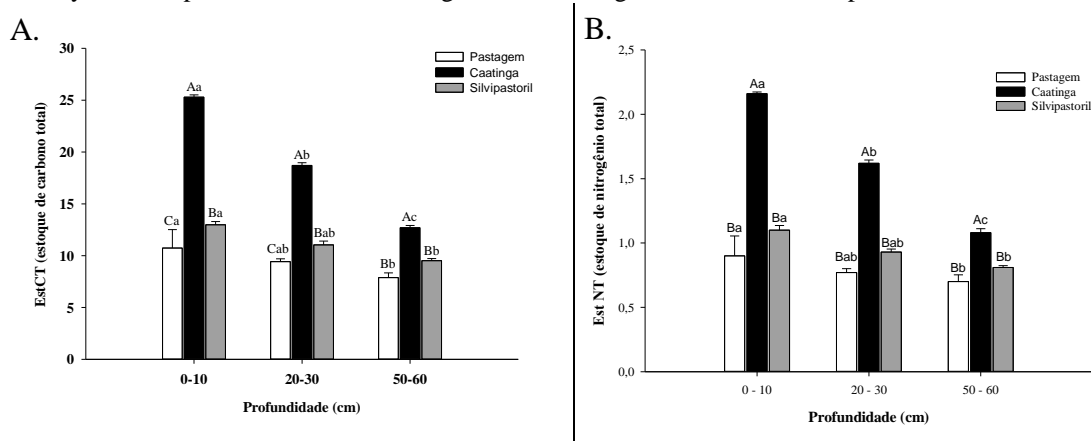 A.
30
25
20
15
10
5
0
EstCT (estoque de carbono total)
Pastagem
Caatinga
Silvipastoril
Ca
Aa
Ba
Cab
Ab
Bab
Bb
Ac
Bb
0-10
20-30
50-60
Profundidade (cm)
B.
2,5
2,0
1,5
1,0
0,5
0,0
Est NT (estoque de nitrogênio total)
Pastagem
Caatinga
Silvipastoril
Ba
Aa
Ba
Bab
Ab
Bab
Bb
Ac
Bb
0 - 10
20 - 30
50 - 60
Profundidade (cm)